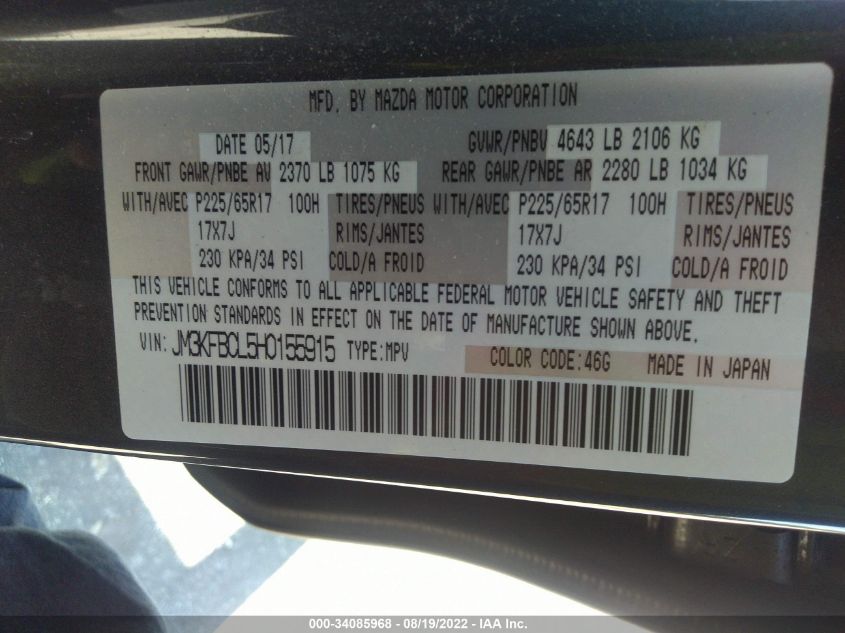 MFD. BY MAZDA MOTOR CORPORATION
DATE 05/17 GVWR/PNBV 4643 LB 2106 KG
FRONT GAWR/PNBE AV 2370 LB 1075 KG REAR GAWR/PNBE AR 2280 LB 1034 KG
WITH/AVEC P225/65R17 100H TIRES/PNEUS WITH/AVEC P225/65R17 100H TIRES/PNEUS
17X7J RIMS/JANTES 17X7J RIMS/JANTES
230 KPA/34 PSI COLD/A FROID 230 KPA/34 PSI COLD/A FROID
THIS VEHICLE CONFORMS TO ALL APPLICABLE FEDERAL MOTOR VEHICLE SAFETY AND THEFT
PREVENTION STANDARDS IN EFFECT ON THE DATE OF MANUFACTURE SHOWN ABOVE.
VIN: JM3KFBCL5H0155915 TYPE:MPV COLOR CODE:46G MADE IN JAPAN
000-34085968 - 08/19/2022 - IAA Inc.